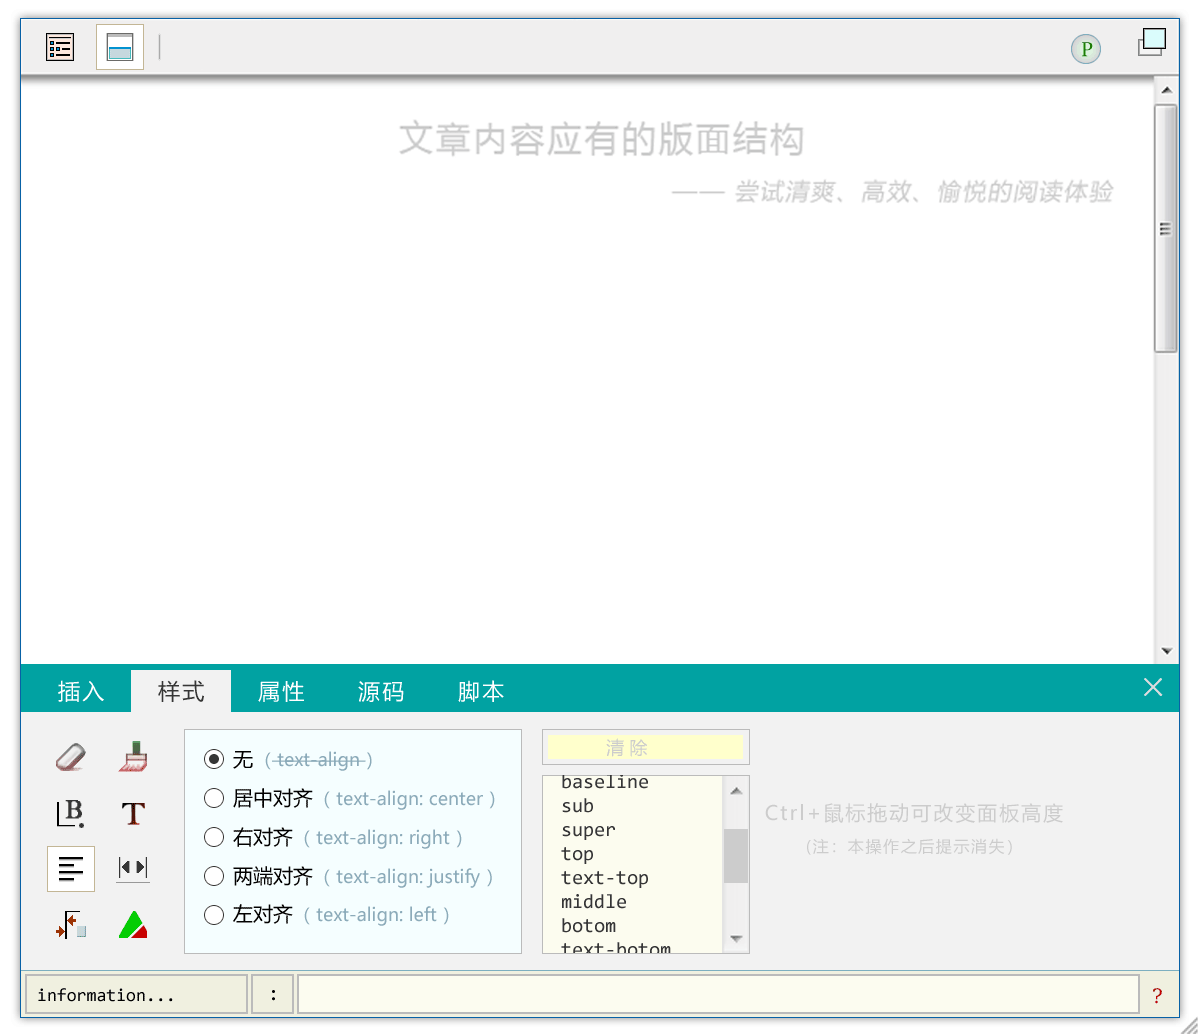 P
文章内容应有的版面结构
—— 尝试清爽、高效、愉悦的阅读体验
插入 样式 属性 源码 脚本
无 ( text-align )
居中对齐 ( text-align: center )
右对齐 ( text-align: right )
两端对齐 ( text-align: justify )
左对齐 ( text-align: left )
B
T
清除
baseline
sub
super
top
text-top
middle
botom
text-botom
Ctrl+鼠标拖动可改变面板高度
(注：本操作之后提示消失)
information... : ?